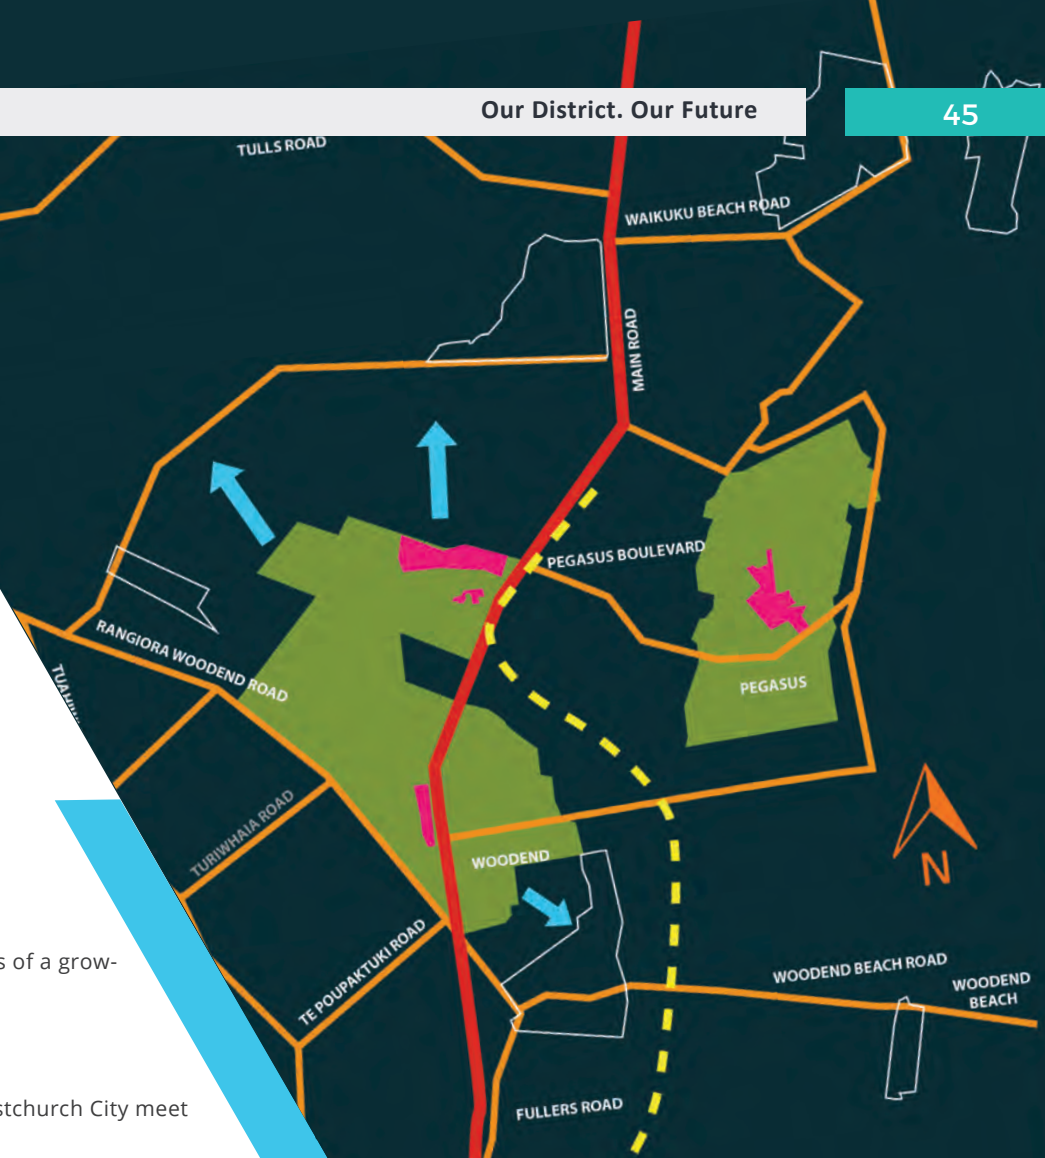 Our District. Our Future
45
TULLS ROAD
WAIKUKU BEACH ROAD
MAIN ROAD
PEGASUS BOULEVARD
RANGIORA WOODEND ROAD
PEGASUS
TURIWHAIA ROAD
WOODEND
N
s of a grow-
TE POUPAKTUKI ROAD
WOODEND BEACH ROAD
WOODEND
BEACH
stchurch City meet
FULLERS ROAD